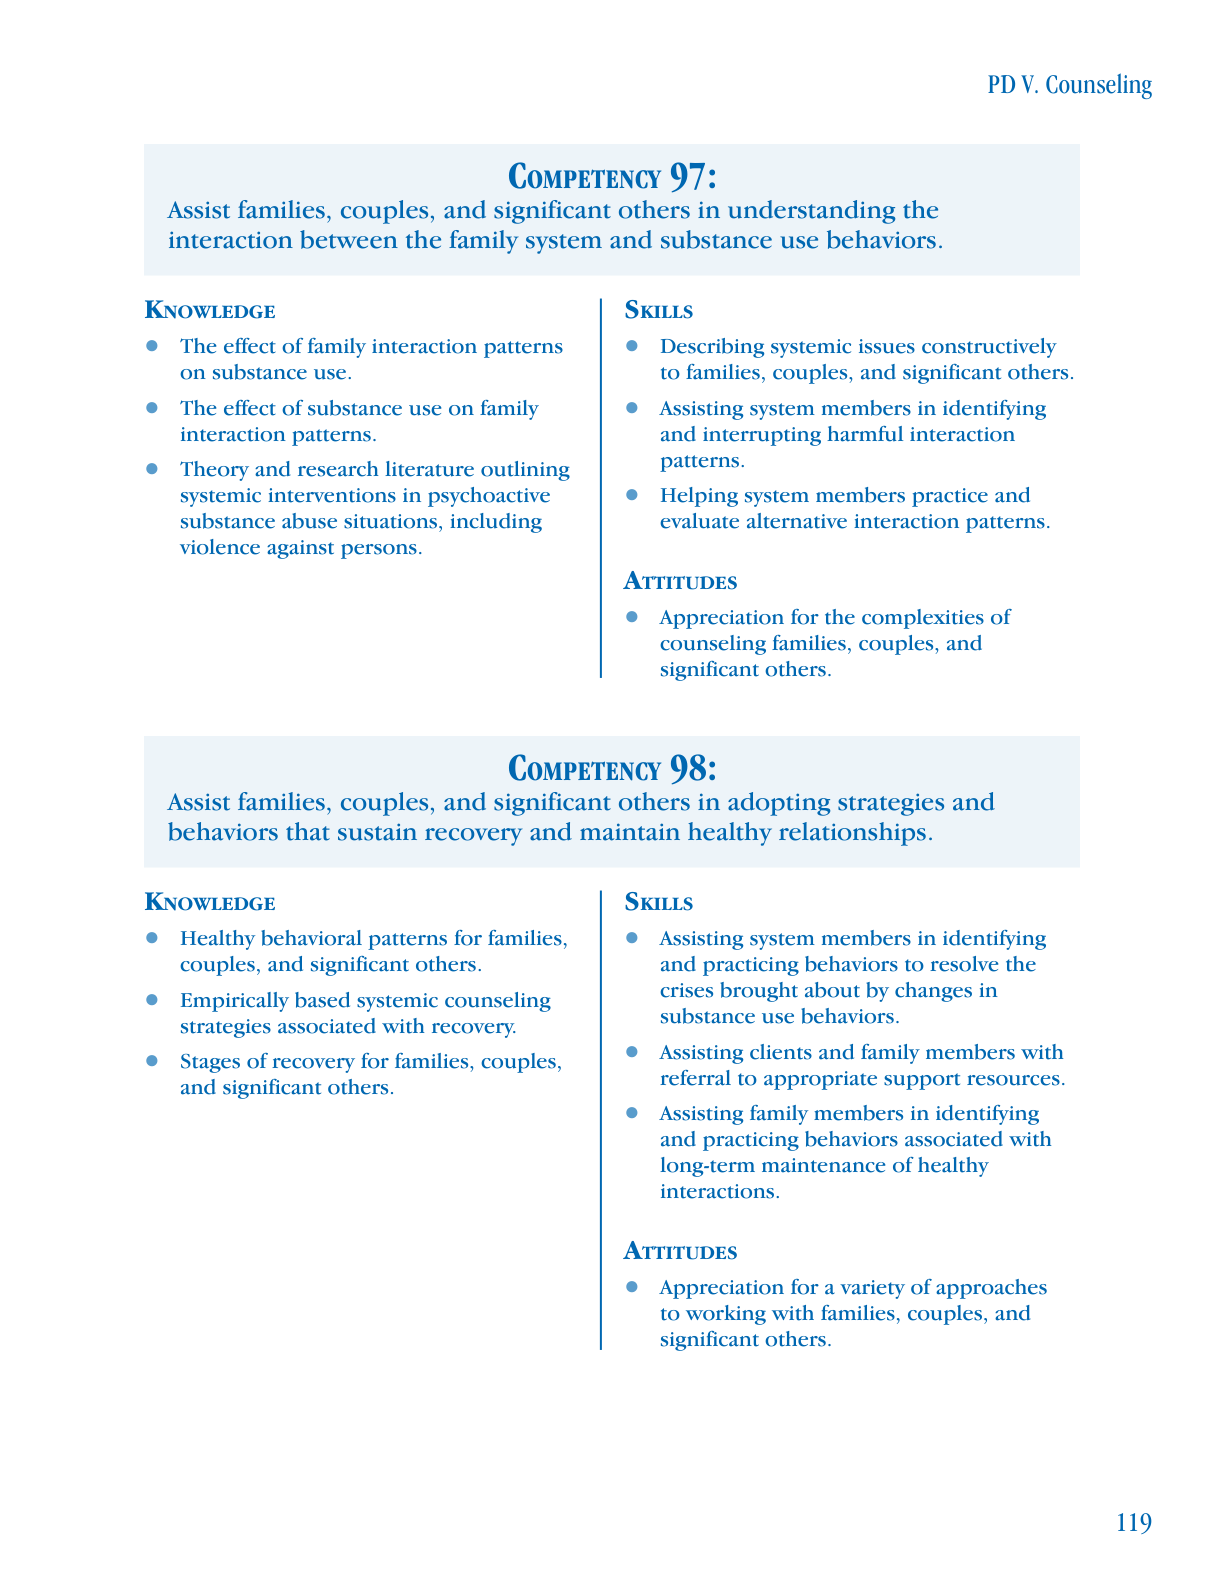 PD V. Counseling
COMPETENCY 97:
Assist families, couples, and significant others in understanding the
interaction between the family system and substance use behaviors.
KNOWLEDGE
● The effect of family interaction patterns
on substance use.
● The effect of substance use on family
interaction patterns.
● Theory and research literature outlining
systemic interventions in psychoactive
substance abuse situations, including
violence against persons.
SKILLS
● Describing systemic issues constructively
to families, couples, and significant others.
● Assisting system members in identifying
and interrupting harmful interaction
patterns.
● Helping system members practice and
evaluate alternative interaction patterns.
ATTITUDES
● Appreciation for the complexities of
counseling families, couples, and
significant others.
COMPETENCY 98:
Assist families, couples, and significant others in adopting strategies and
behaviors that sustain recovery and maintain healthy relationships.
KNOWLEDGE
● Healthy behavioral patterns for families,
couples, and significant others.
● Empirically based systemic counseling
strategies associated with recovery.
● Stages of recovery for families, couples,
and significant others.
SKILLS
● Assisting system members in identifying
and practicing behaviors to resolve the
crises brought about by changes in
substance use behaviors.
● Assisting clients and family members with
referral to appropriate support resources.
● Assisting family members in identifying
and practicing behaviors associated with
long-term maintenance of healthy
interactions.
ATTITUDES
● Appreciation for a variety of approaches
to working with families, couples, and
significant others.
119